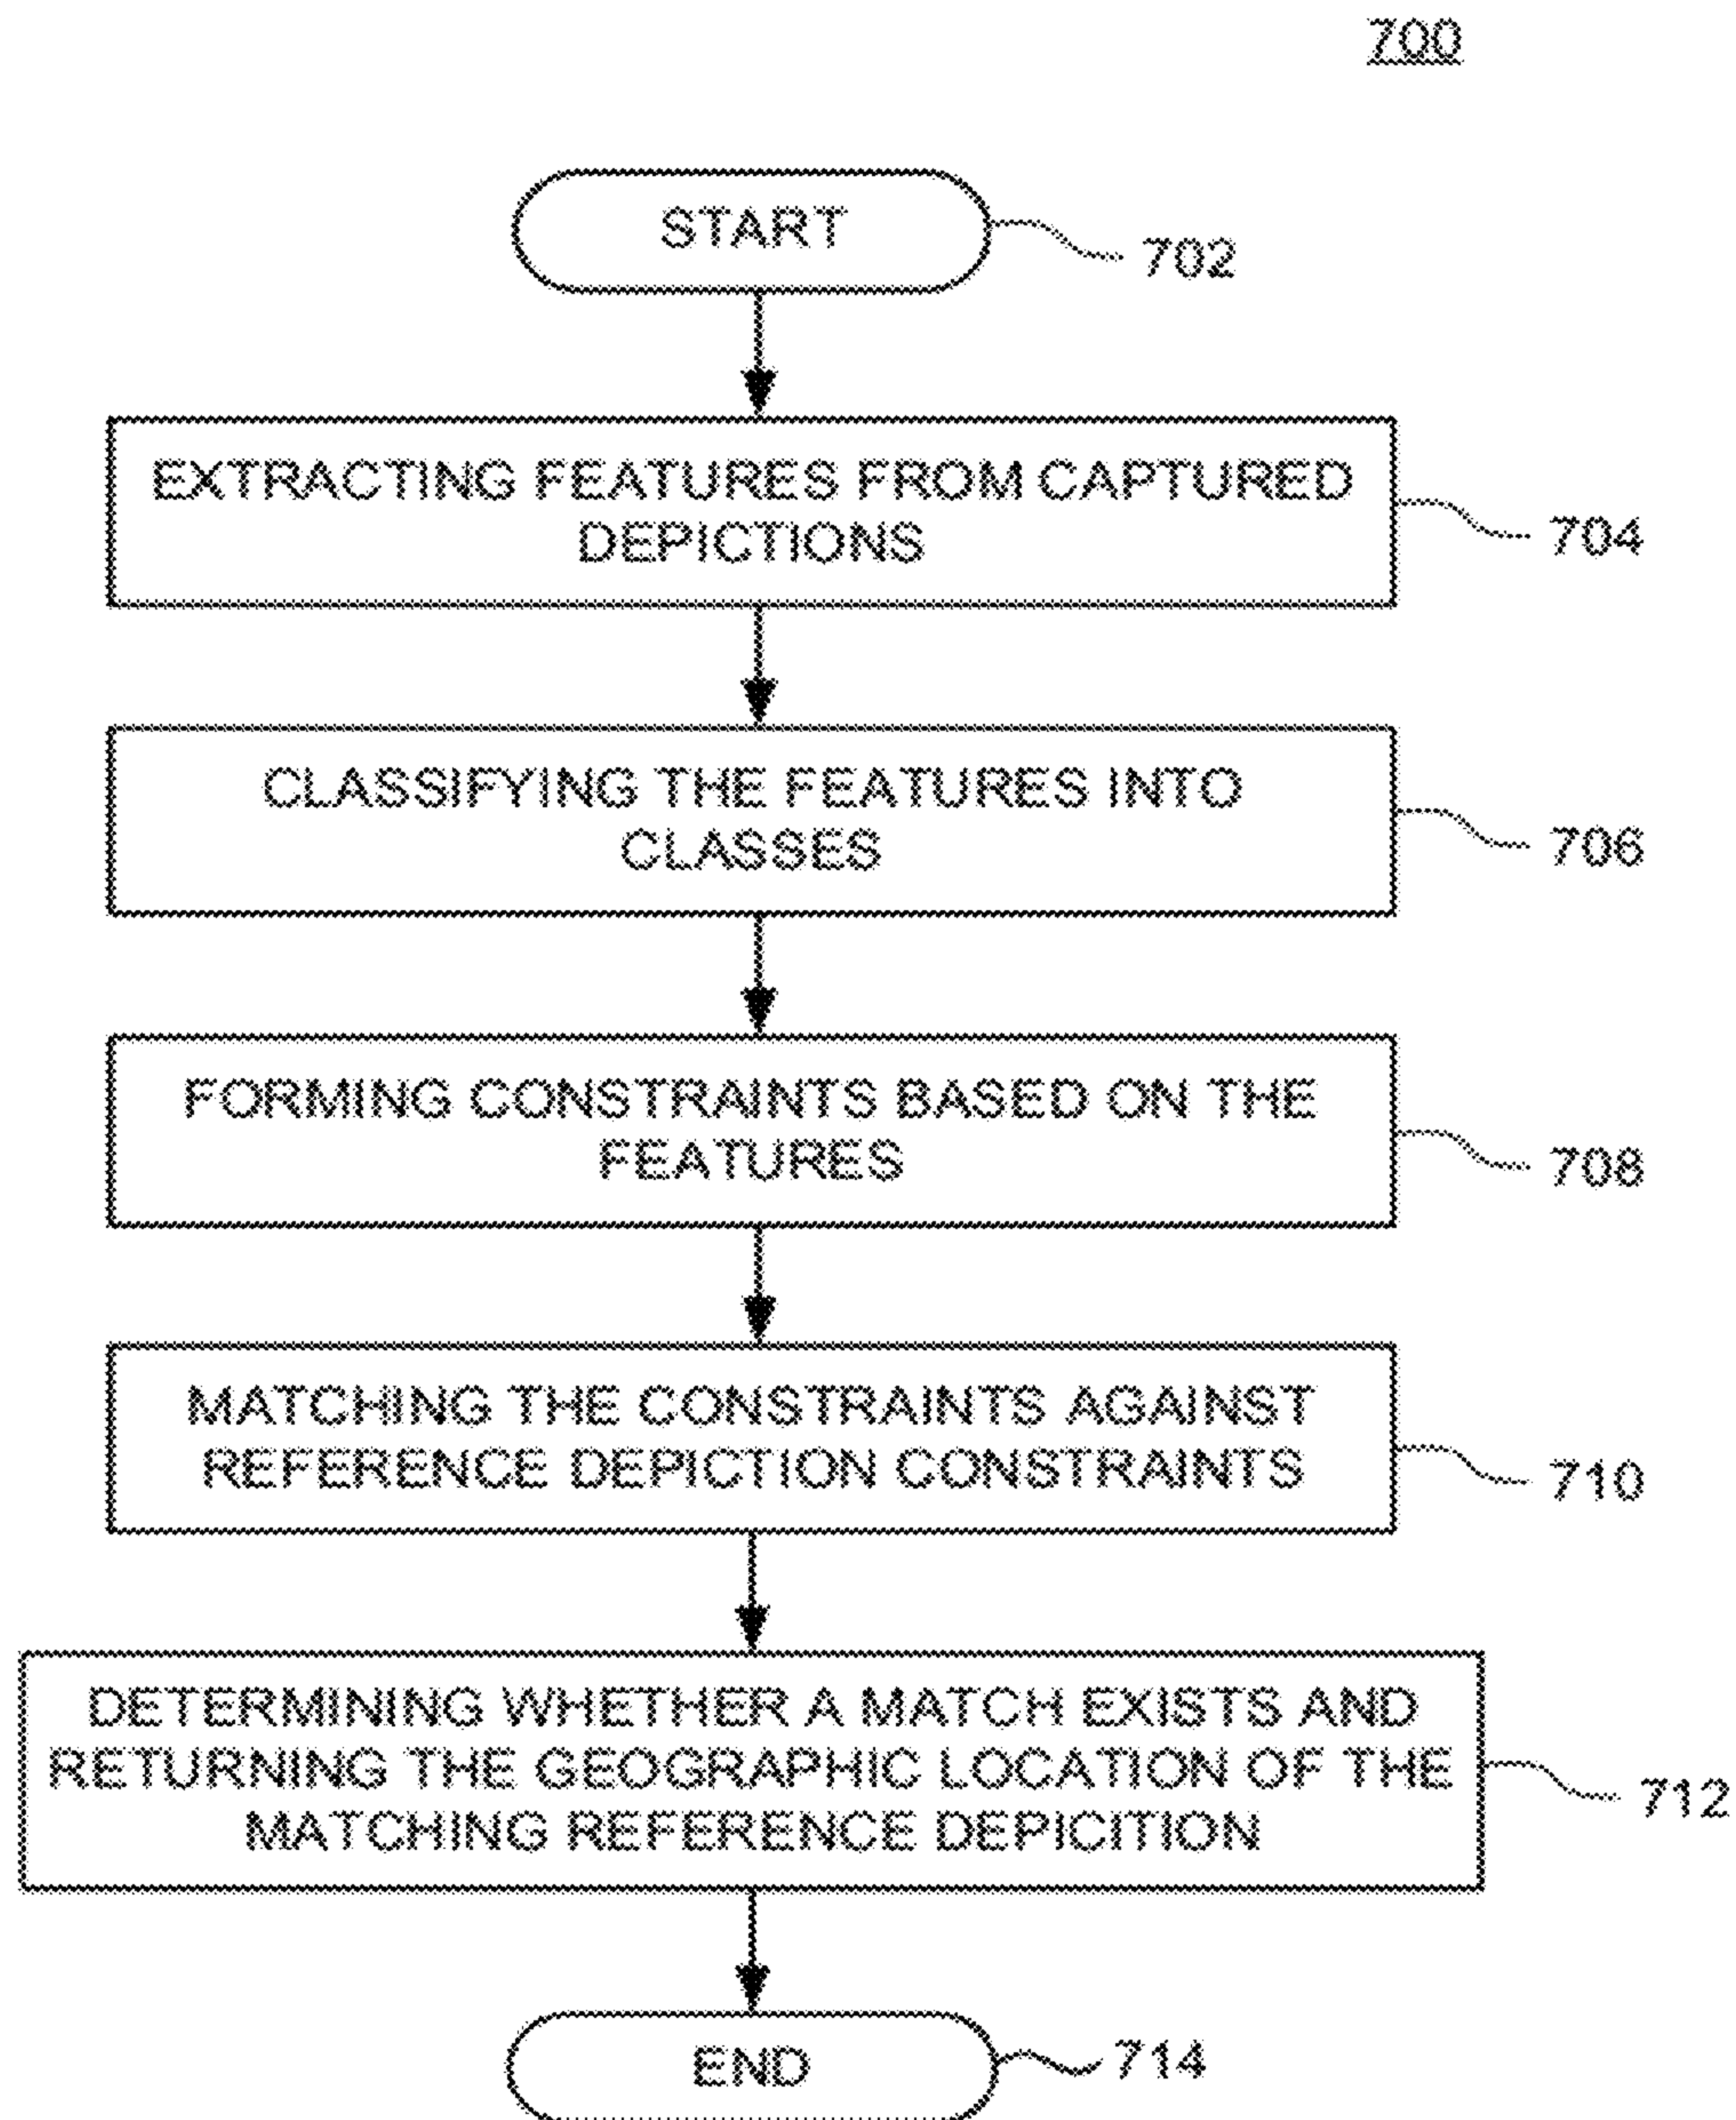 700
START
702
EXTRACTING FEATURES FROM CAPTURED
DEPICTIONS
704
CLASSIFYING THE FEATURES INTO
CLASSES
706
FORMING CONSTRAINTS BASED ON THE
FEATURES
708
MATCHING THE CONSTRAINTS AGAINST
REFERENCE DEPICTION CONSTRAINTS
710
DETERMINING WHETHER A MATCH EXISTS AND
RETURNING THE GEOGRAPHIC LOCATION OF THE
MATCHING REFERENCE DEPICITION
712
END
714